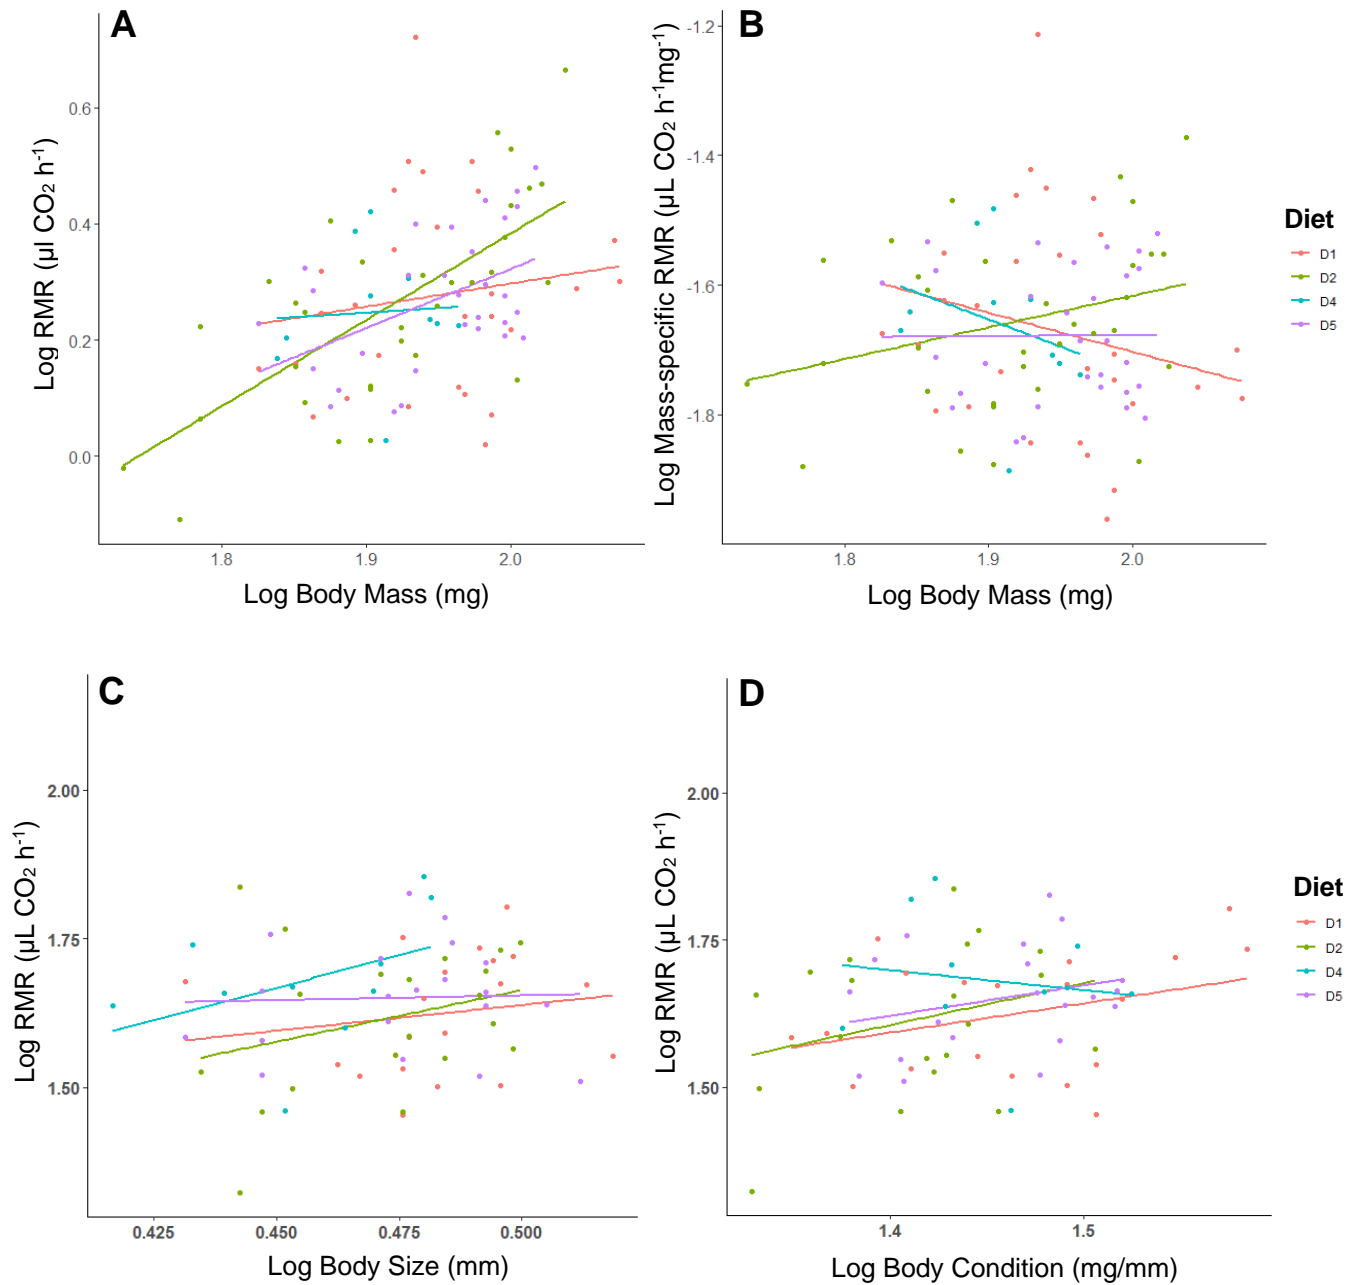 A
Log RMR (µl CO₂ h⁻¹)
0.6
0.4
0.2
0.0
1.8 1.9 2.0
Log Body Mass (mg)
B
Log Mass-specific RMR (µL CO₂ h⁻¹mg⁻¹)
-1.2
-1.4
-1.6
-1.8
1.8 1.9 2.0
Log Body Mass (mg)
Diet
D1
D2
D4
D5
C
Log RMR (µL CO₂ h⁻¹)
2.00
1.75
1.50
0.425 0.450 0.475 0.500
Log Body Size (mm)
D
Log RMR (µL CO₂ h⁻¹)
2.00
1.75
1.50
1.4 1.5
Log Body Condition (mg/mm)
Diet
D1
D2
D4
D5